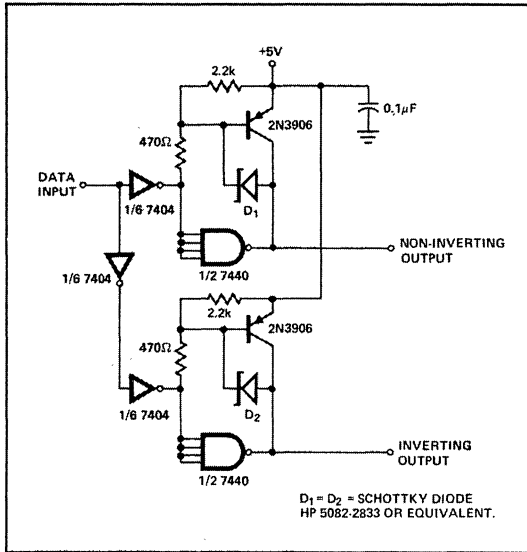 +5V
2.2k
0.1µF
2N3906
470Ω
DATA
INPUT
1/6 7404
D1
NON-INVERTING
OUTPUT
1/2 7440
1/6 7404
2.2k
2N3906
470Ω
1/6 7404
D2
INVERTING
OUTPUT
1/2 7440
D1 = D2 = SCHOTTKY DIODE
HP 5082-2833 OR EQUIVALENT.